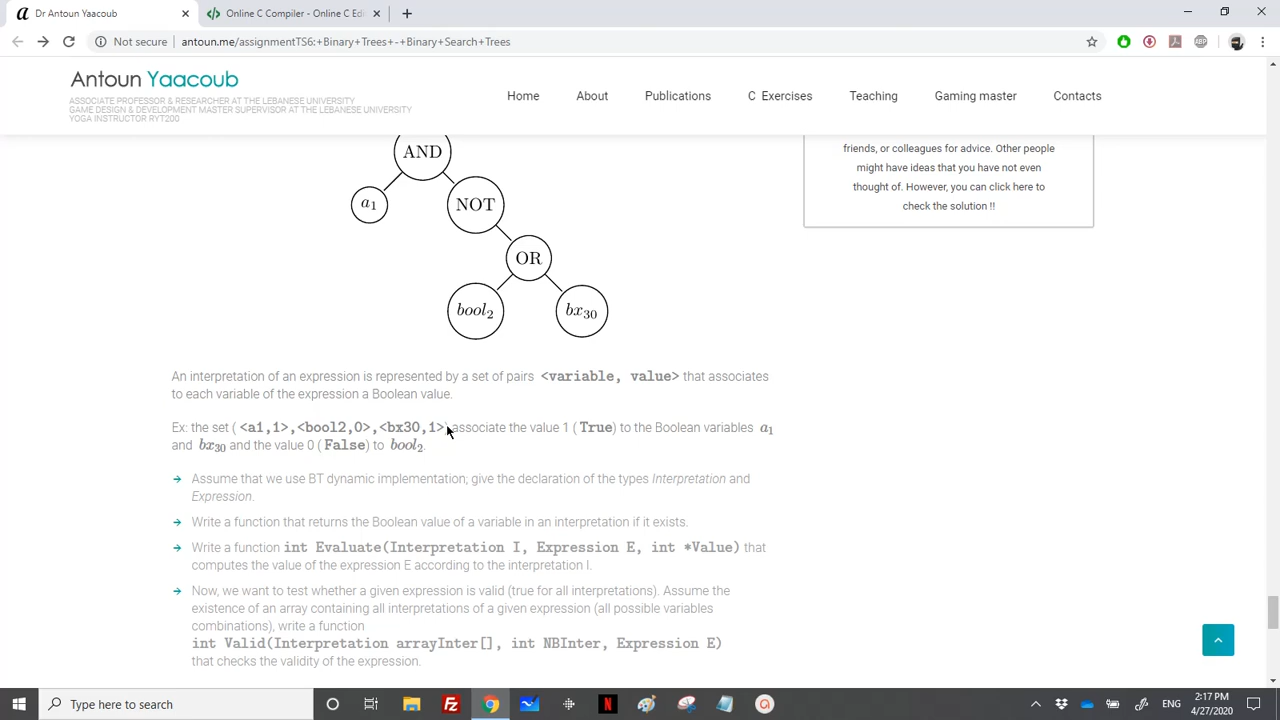 Dr Antoun Yaacoub
Online C Compiler - Online C Edi
Not secure | antoun.me/assignmentTS6:+Binary+Trees+-+Binary+Search+Trees
ABP
Antoun Yaacoub
ASSOCIATE PROFESSOR & RESEARCHER AT THE LEBANESE UNIVERSITY
GAME DESIGN & DEVELOPMENT MASTER SUPERVISOR AT THE LEBANESE UNIVERSITY
YOGA INSTRUCTOR RYT200
Home About Publications C Exercises Teaching Gaming master Contacts
friends, or colleagues for advice. Other people
might have ideas that you have not even
thought of. However, you can click here to
check the solution !!
AND
a1 NOT
OR
bool2 bx30
An interpretation of an expression is represented by a set of pairs <variable, value> that associates
to each variable of the expression a Boolean value.
Ex: the set ( <a1,1>,<bool2,0>,<bx30,1>) associate the value 1 ( True) to the Boolean variables a1
and bx30 and the value 0 ( False) to bool2.
→ Assume that we use BT dynamic implementation; give the declaration of the types Interpretation and
Expression.
→ Write a function that returns the Boolean value of a variable in an interpretation if it exists.
→ Write a function int Evaluate(Interpretation I, Expression E, int *Value) that
computes the value of the expression E according to the interpretation I.
→ Now, we want to test whether a given expression is valid (true for all interpretations). Assume the
existence of an array containing all interpretations of a given expression (all possible variables
combinations), write a function
int Valid(Interpretation arrayInter[], int NBInter, Expression E)
that checks the validity of the expression.
Type here to search
ENG
2:17 PM
4/27/2020